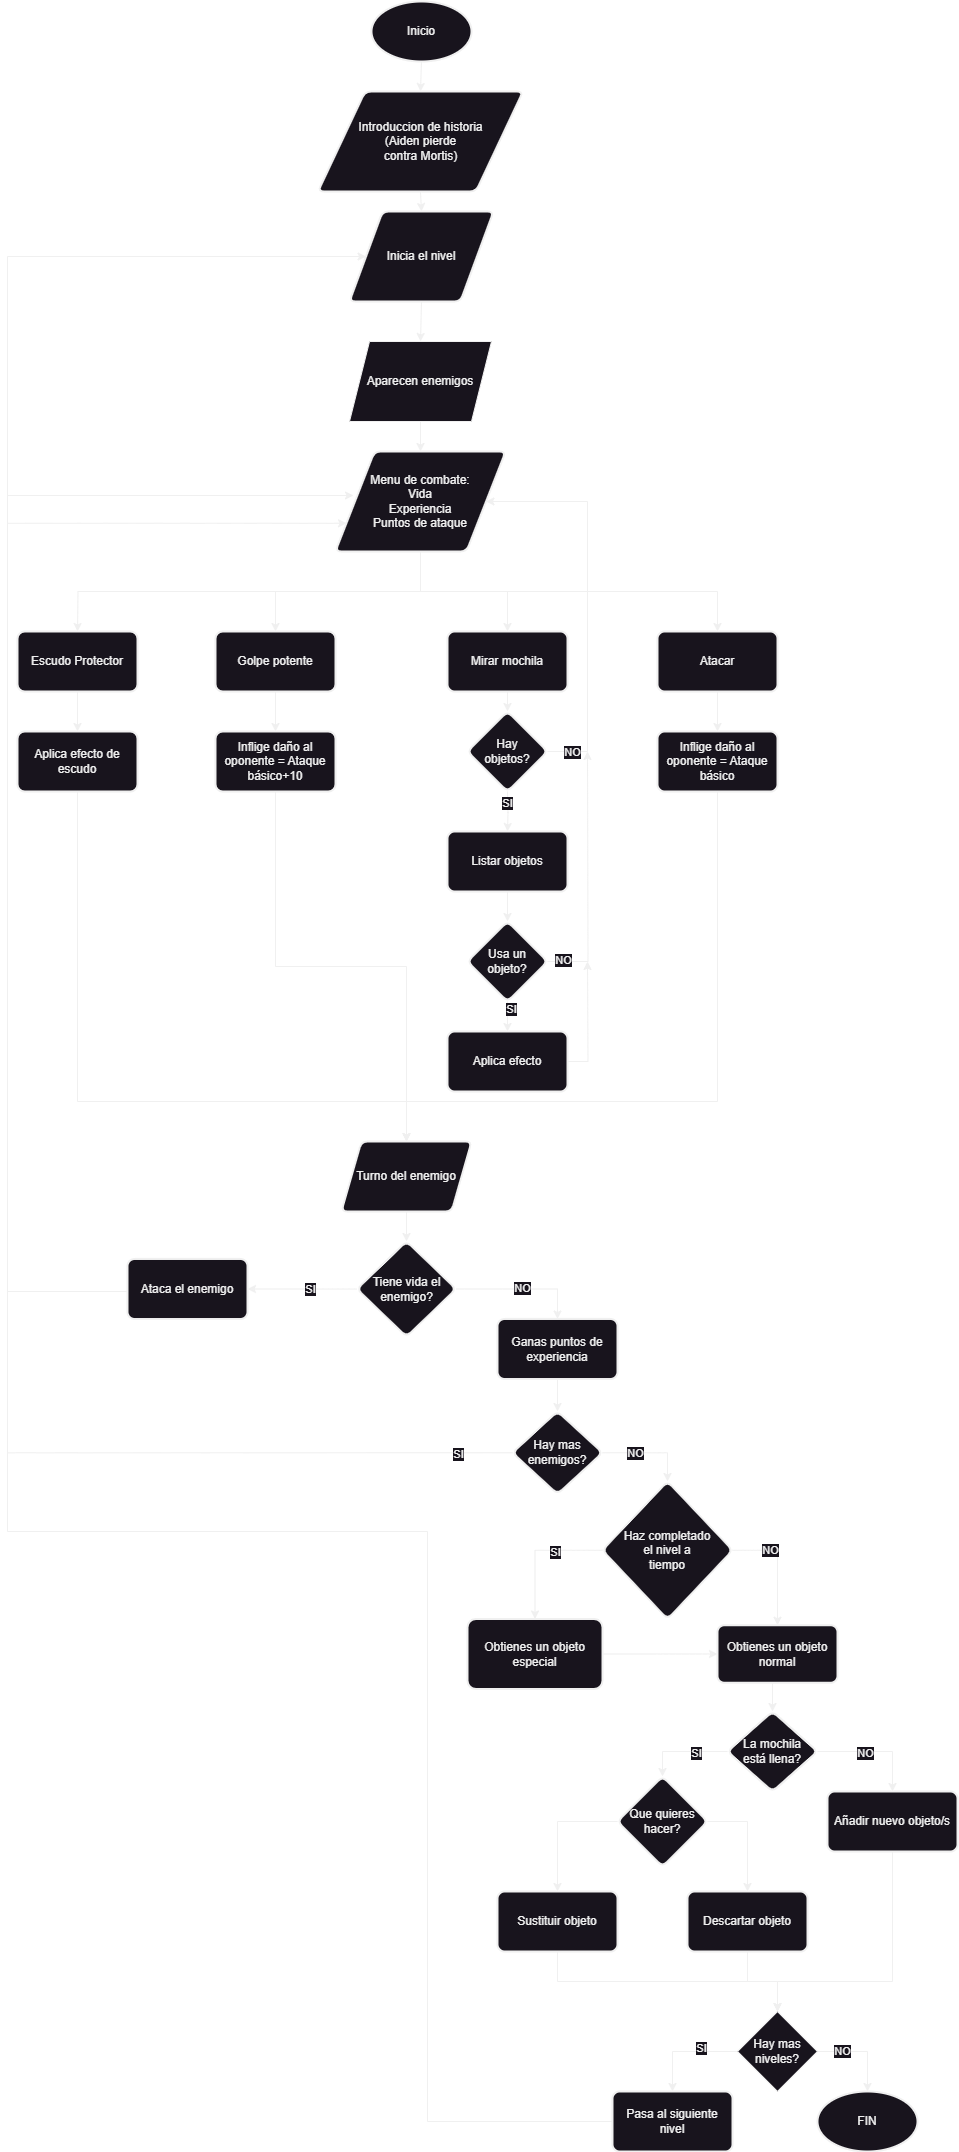 Inicio
Introduccion de historia
(Aiden pierde
contra Mortis)
Inicia el nivel
Aparecen enemigos
Menu de combate:
Vida
Experiencia
Puntos de ataque
Escudo Protector
Golpe potente
Mirar mochila
Atacar
Aplica efecto de
escudo
Inflige daño al
oponente = Ataque
básico+10
Hay
objetos?
NO
Inflige daño al
oponente = Ataque
básico
SI
Listar objetos
Usa un
objeto?
NO
SI
Aplica efecto
Turno del enemigo
Ataca el enemigo
SI
Tiene vida el
enemigo?
NO
Ganas puntos de
experiencia
SI
Hay mas
enemigos?
NO
Haz completado
el nivel a
tiempo
SI
NO
Obtienes un objeto
especial
Obtienes un objeto
normal
La mochila
está llena?
SI
NO
Que quieres
hacer?
Añadir nuevo objeto/s
Sustituir objeto
Descartar objeto
Hay mas
niveles?
SI
NO
Pasa al siguiente
nivel
FIN